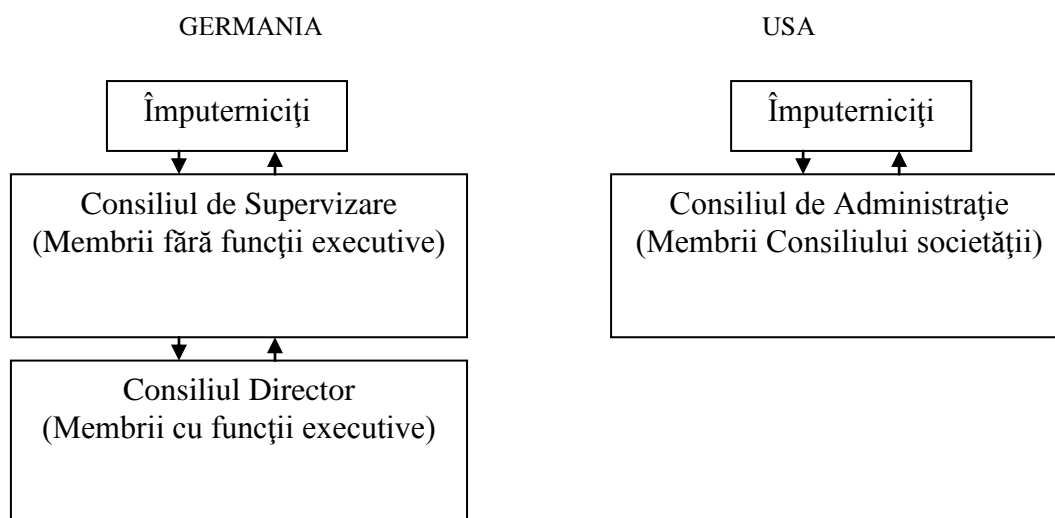 GERMANIA
Împuterniciţi
Consiliul de Supervizare
(Membrii fără funcţii executive)
Consiliul Director
(Membrii cu funcţii executive)
USA
Împuterniciţi
Consiliul de Administraţie
(Membrii Consiliului societăţii)